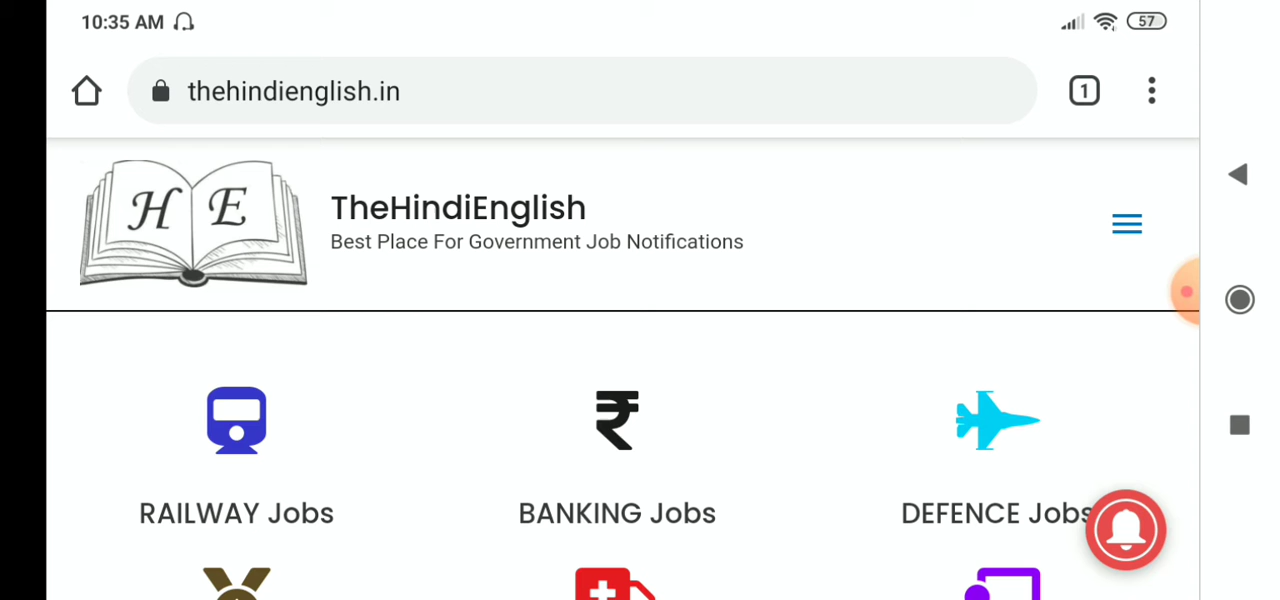 10:35 AM
57
thehindienglish.in
1
H E
TheHindiEnglish
Best Place For Government Job Notifications
₹
RAILWAY Jobs
BANKING Jobs
DEFENCE Jobs